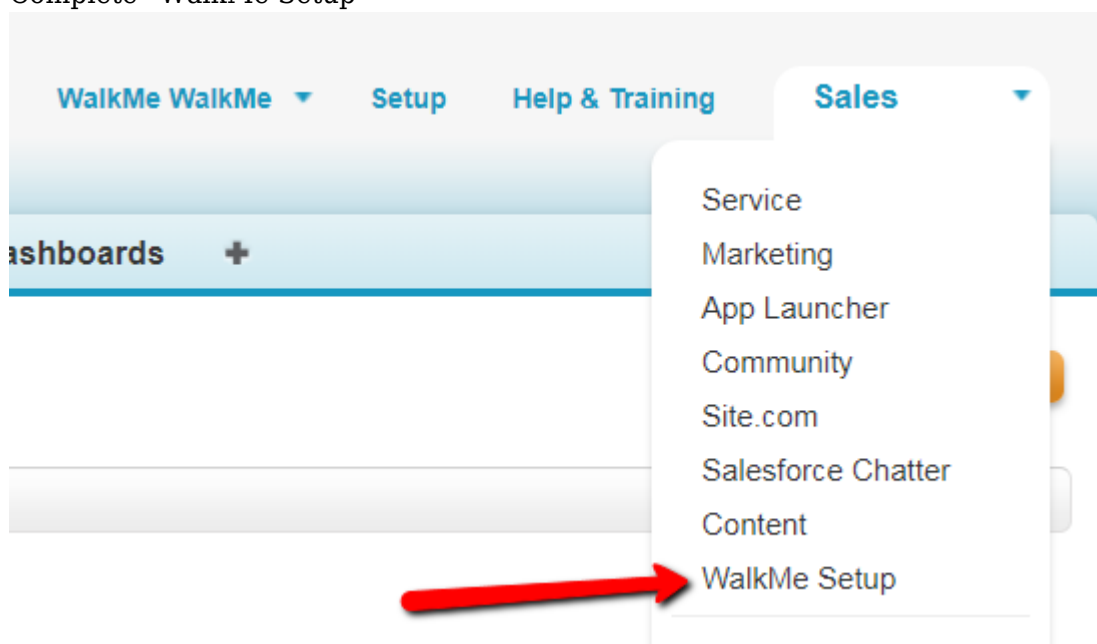 WalkMe WalkMe Setup Help & Training Sales
Service
ashboards Marketing
App Launcher
Community
Site.com
Salesforce Chatter
Content
WalkMe Setup